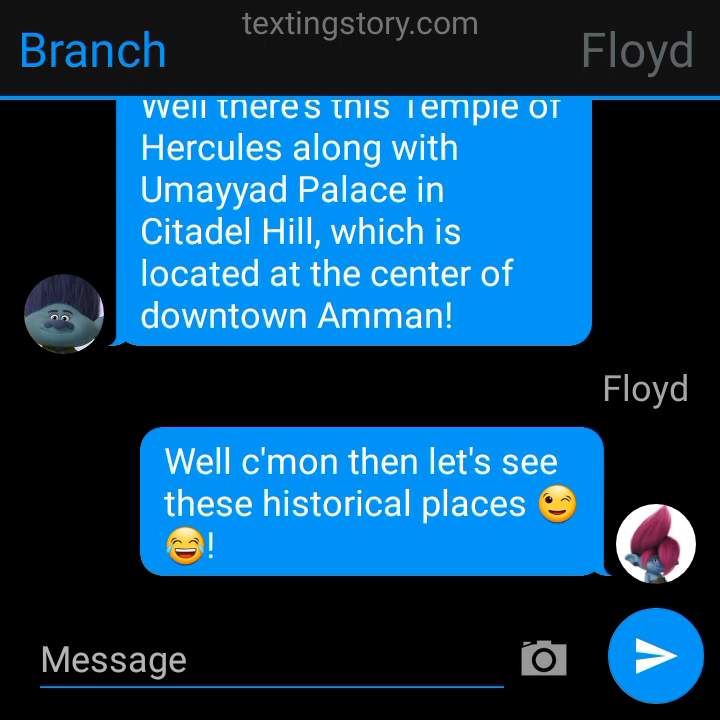 textingstory.com
Branch
Floyd
Well there's this Temple of
Hercules along with
Umayyad Palace in
Citadel Hill, which is
located at the center of
downtown Amman!
Floyd
Well c'mon then let's see
these historical places 😉
😂!
Message